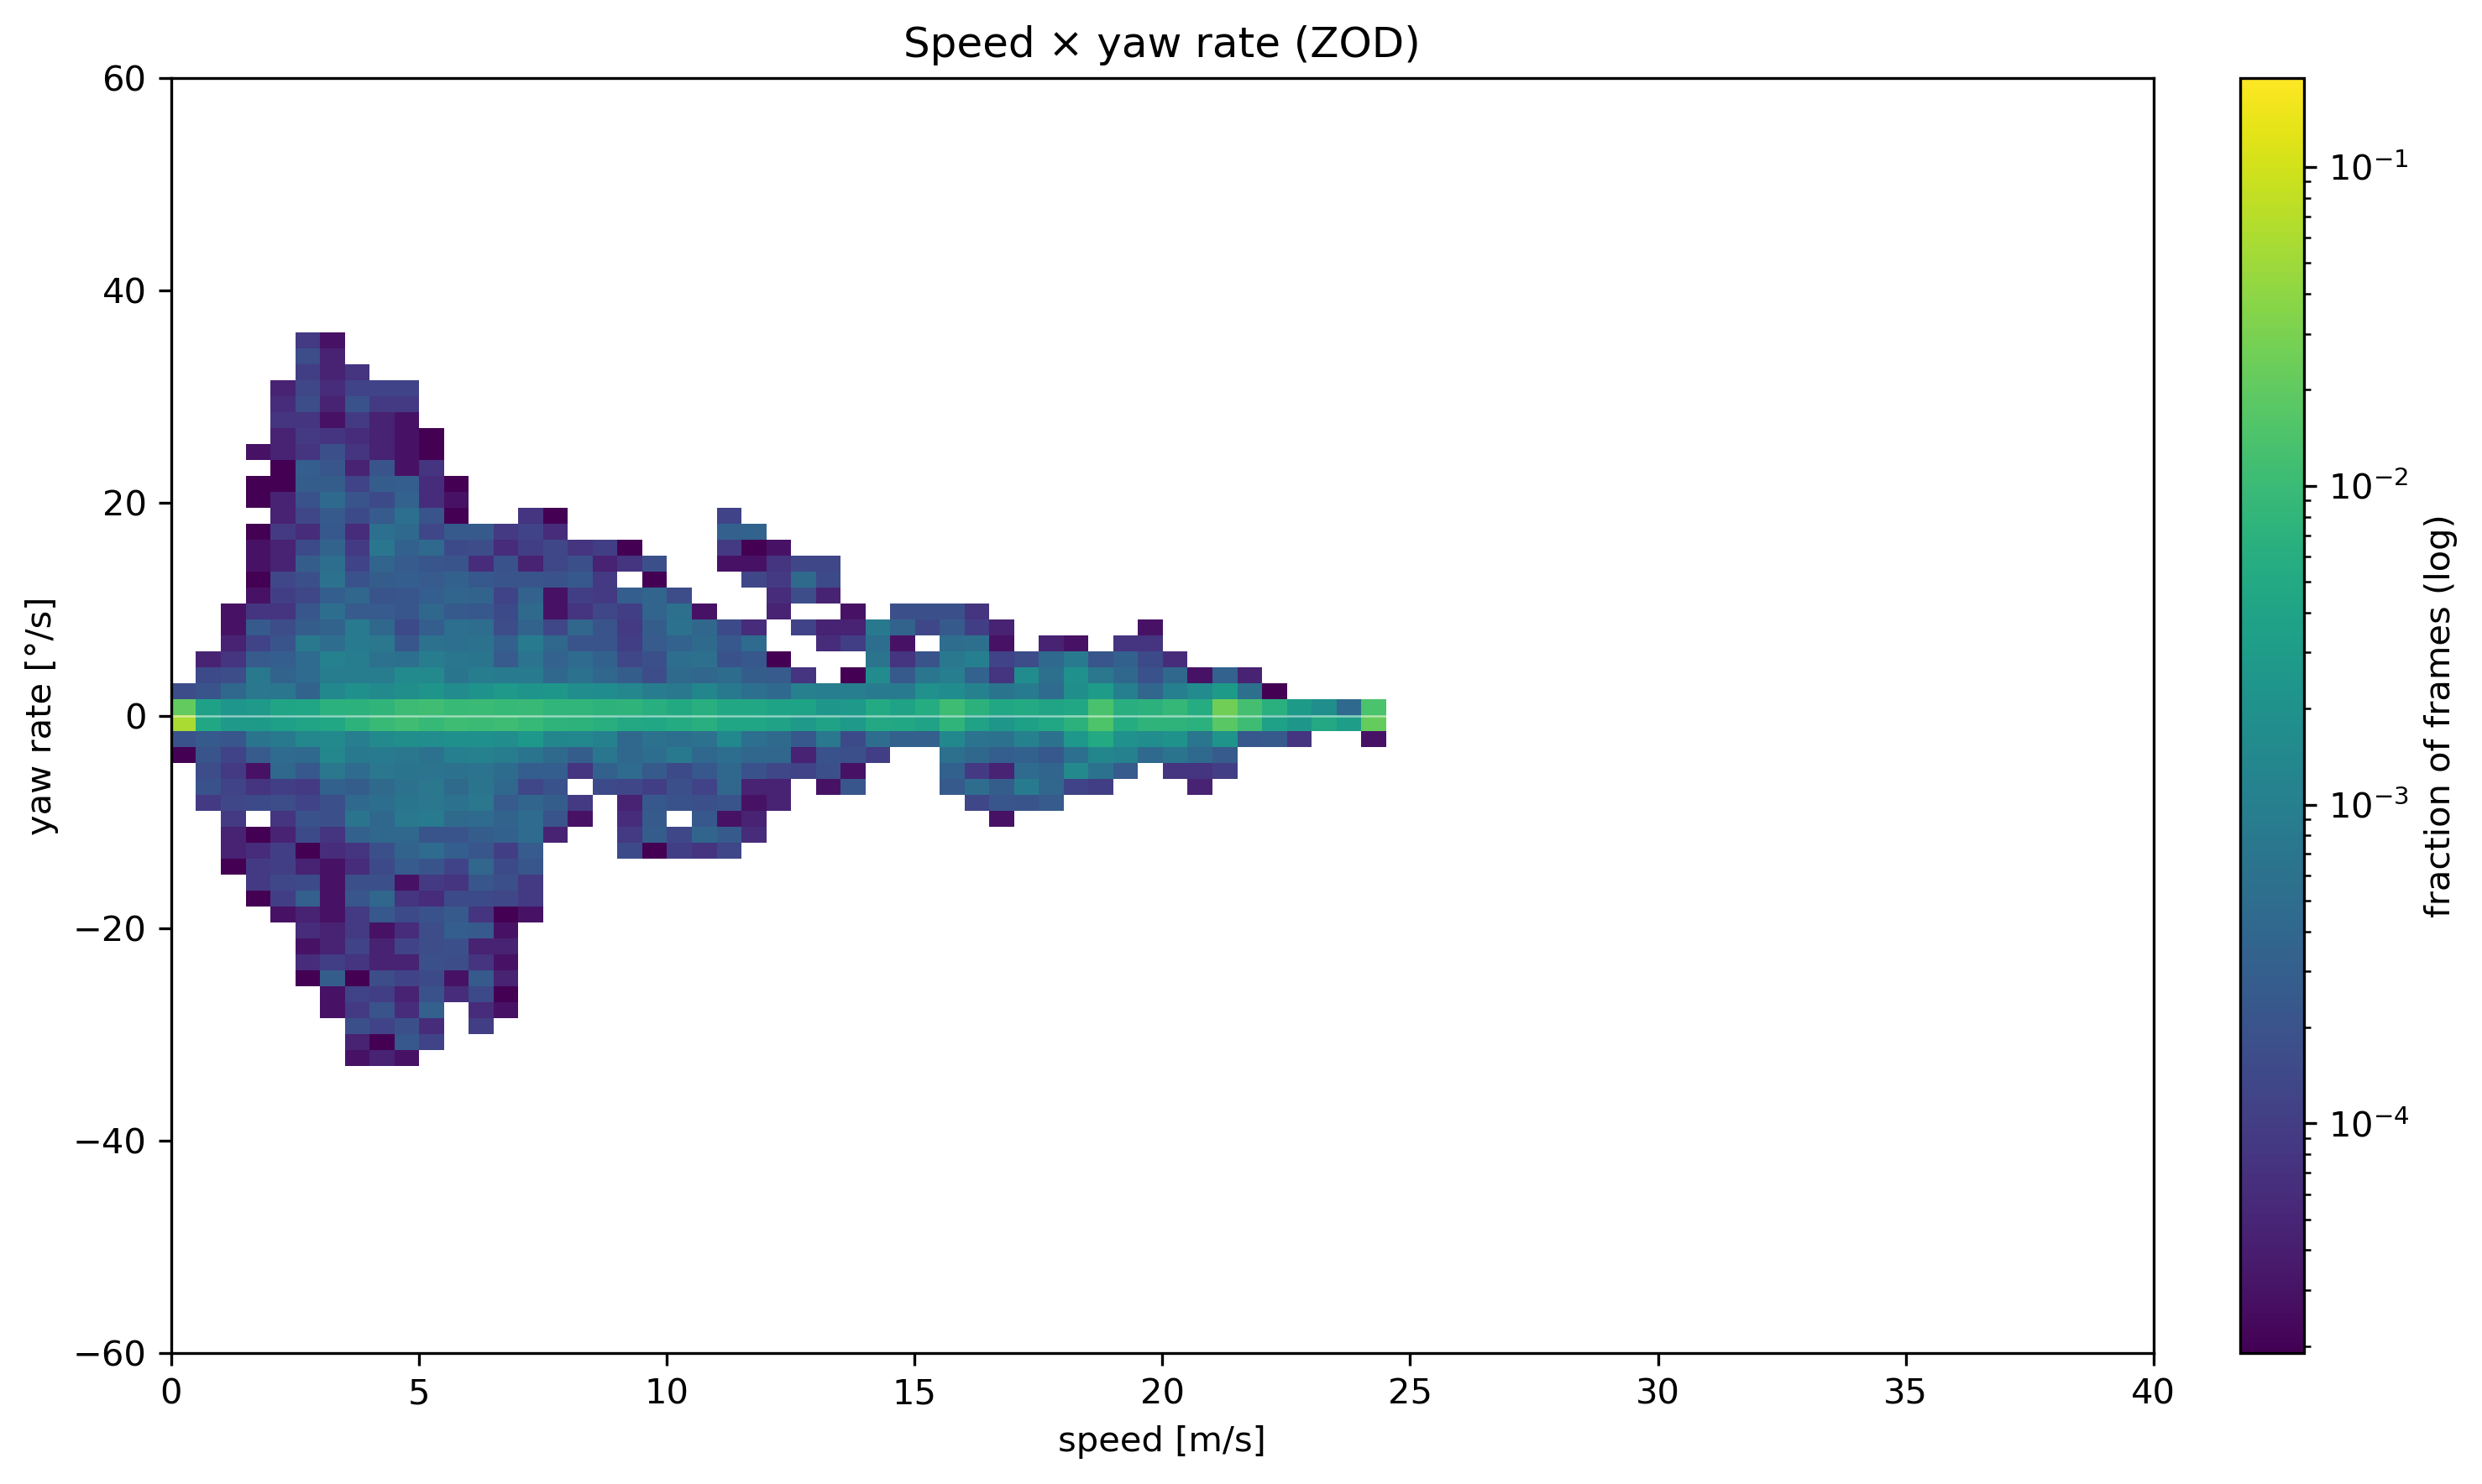 Speed × yaw rate (ZOD)
60
40
20
0
−20
−40
−60
yaw rate [°/s]
0 5 10 15 20 25 30 35 40
speed [m/s]
10⁻¹
10⁻²
10⁻³
10⁻⁴
fraction of frames (log)